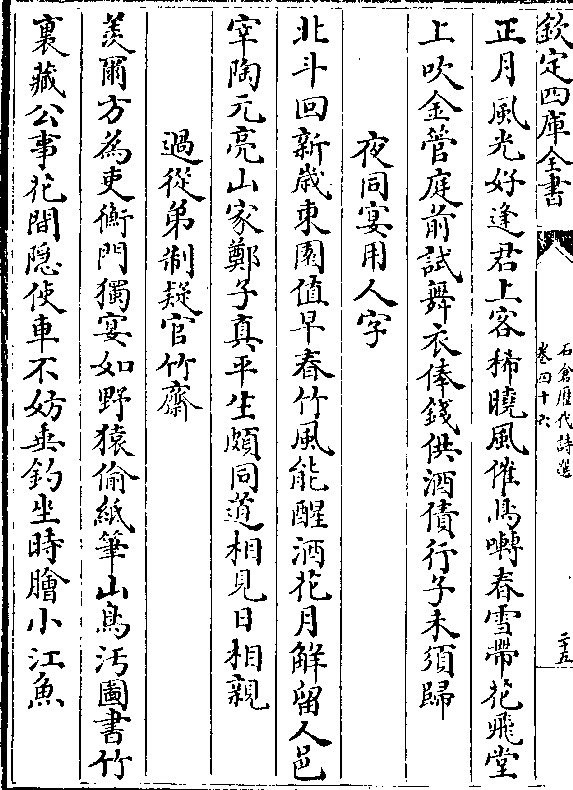 欽定四庫全書
石倉歷代詩選
卷四十六
二十五
正月風光好逢君上客稀曉風催鳥囀春雪帶花飛堂
上吹金管庭前試舞衣俸錢供酒債行子未須歸
夜同宴用人字
北斗回新歲東園值早春竹風能醒酒花月解留人邑
宰陶元亮山家鄭子真平生頗同道相見日相親
過從弟制疑官竹齋
羨爾方為吏衡門獨宴如野猿偷紙筆山鳥汚圖書竹
裏藏公事花間隠使車不妨垂釣坐時膾小江魚